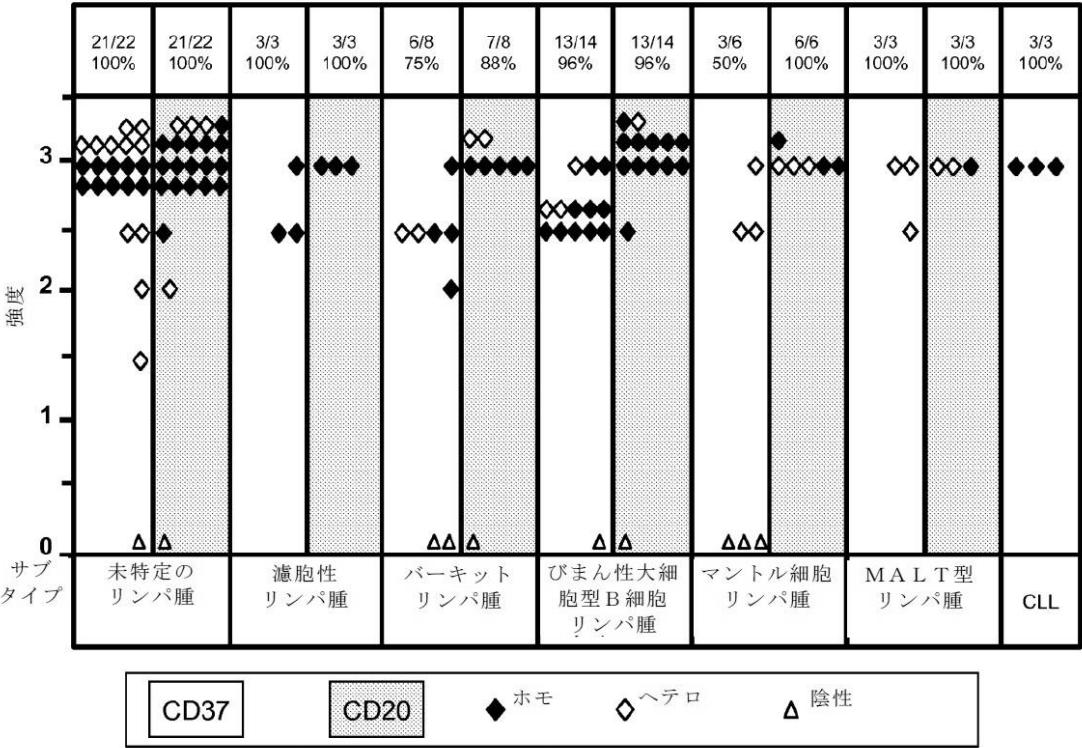 21/22 21/22 3/3 3/3 6/8 7/8 13/14 13/14 3/6 6/6 3/3 3/3 3/3
100% 100% 100% 100% 75% 88% 96% 96% 50% 100% 100% 100% 100%
3
2
1
0
強度
サブ
タイプ
未特定の
リンパ腫
濾胞性
リンパ腫
バーキット
リンパ腫
びまん性大細
胞型B細胞
リンパ腫
マントル細胞
リンパ腫
MALT型
リンパ腫
CLL
CD37 CD20 ホモ ヘテロ 陰性